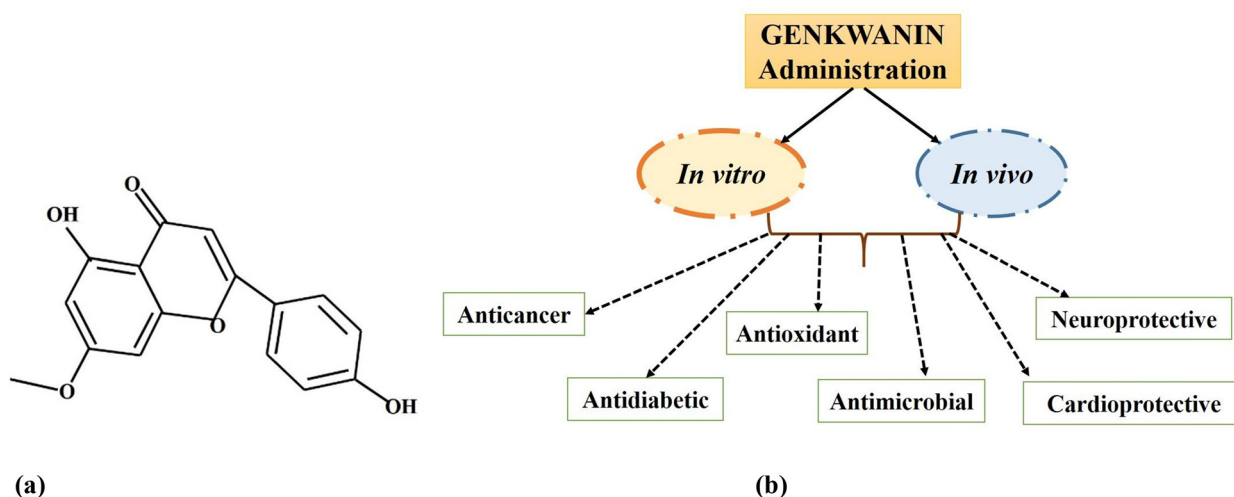 O
OH
O
O
OH
(a)
GENKWANIN
Administration
In vitro
In vivo
Anticancer
Antioxidant
Neuroprotective
Antidiabetic
Antimicrobial
Cardioprotective
(b)